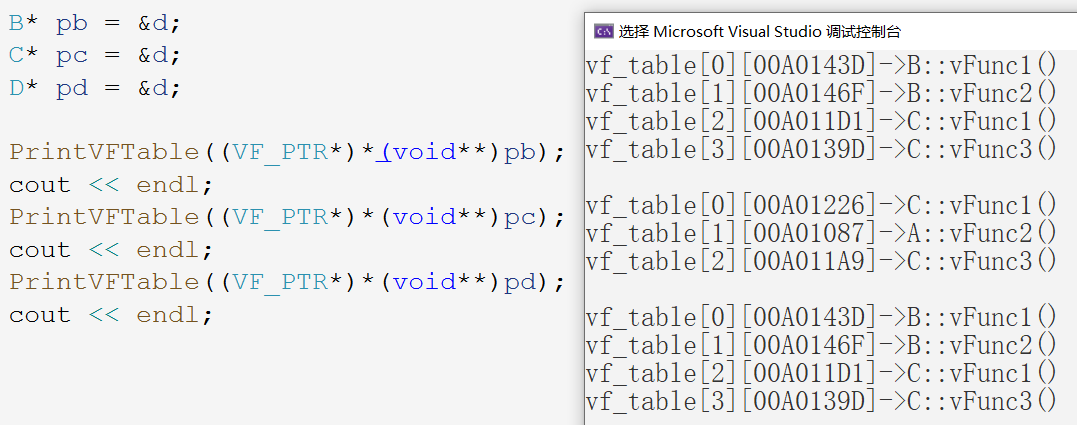 B* pb = &d;
C* pc = &d;
D* pd = &d;
PrintVFTable((VF_PTR*)*(void**)pb);
cout << endl;
PrintVFTable((VF_PTR*)*(void**)pc);
cout << endl;
PrintVFTable((VF_PTR*)*(void**)pd);
cout << endl;
C:\ 选择 Microsoft Visual Studio 调试控制台
vf_table[0][00A0143D]->B::vFunc1()
vf_table[1][00A0146F]->B::vFunc2()
vf_table[2][00A011D1]->C::vFunc1()
vf_table[3][00A0139D]->C::vFunc3()
vf_table[0][00A01226]->C::vFunc1()
vf_table[1][00A01087]->A::vFunc2()
vf_table[2][00A011A9]->C::vFunc3()
vf_table[0][00A0143D]->B::vFunc1()
vf_table[1][00A0146F]->B::vFunc2()
vf_table[2][00A011D1]->C::vFunc1()
vf_table[3][00A0139D]->C::vFunc3()